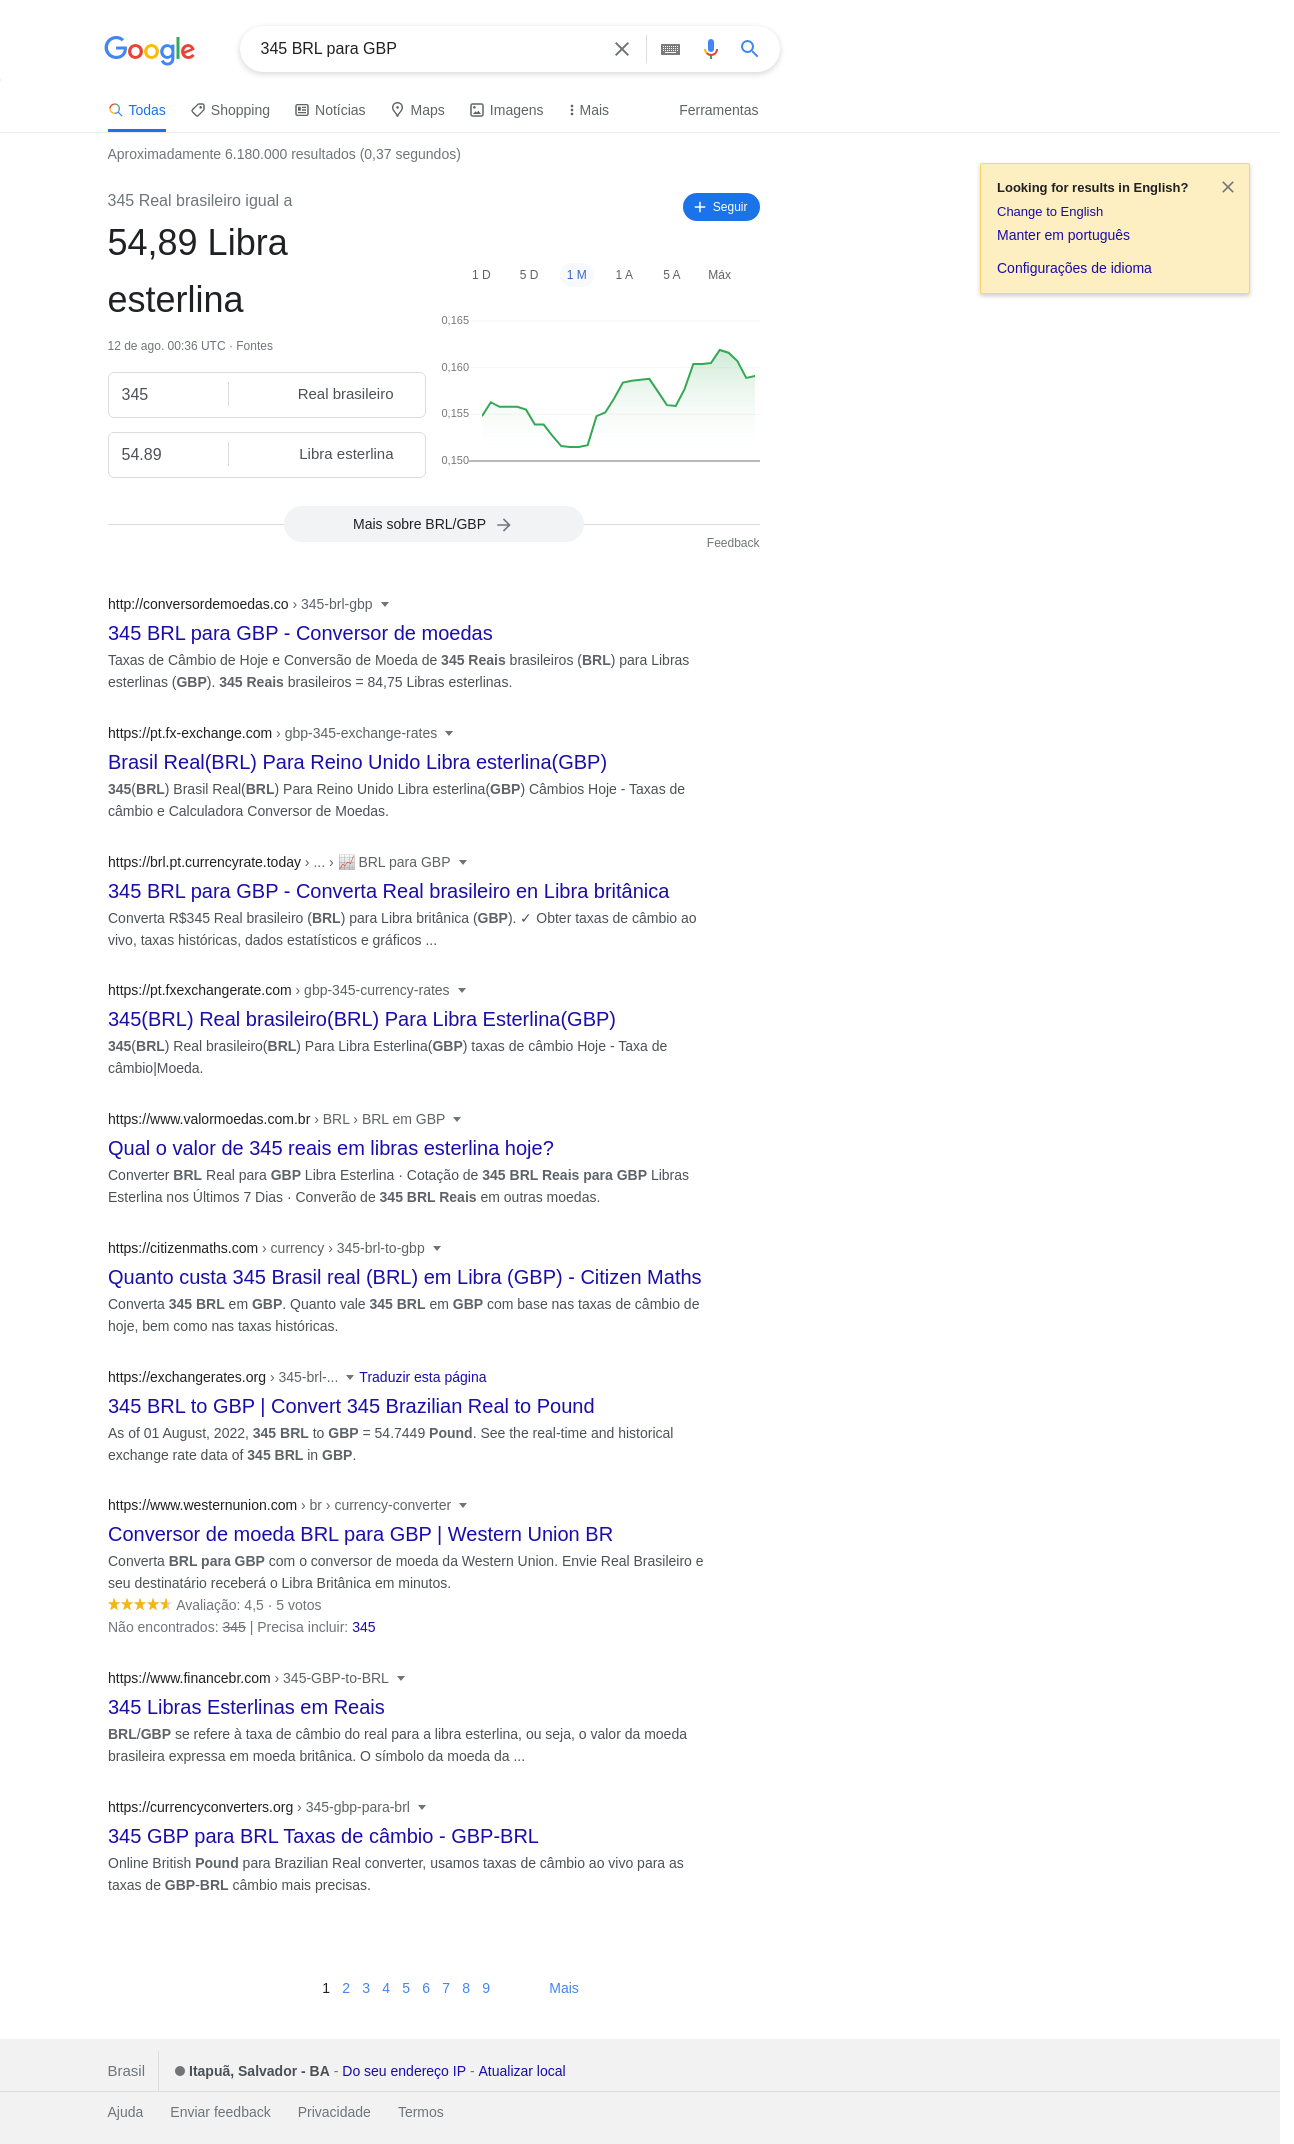 Google
345 BRL para GBP
Todas Shopping Notícias Maps Imagens Mais Ferramentas
Aproximadamente 6.180.000 resultados (0,37 segundos)
Looking for results in English?
Change to English
Manter em português
Configurações de idioma
345 Real brasileiro igual a
54,89 Libra
esterlina
12 de ago. 00:36 UTC · Fontes
345 Real brasileiro
54.89 Libra esterlina
Seguir
1 D 5 D 1 M 1 A 5 A Máx
0,165
0,160
0,155
0,150
Mais sobre BRL/GBP
Feedback
http://conversordemoedas.co › 345-brl-gbp
345 BRL para GBP - Conversor de moedas
Taxas de Câmbio de Hoje e Conversão de Moeda de 345 Reais brasileiros (BRL) para Libras
esterlinas (GBP). 345 Reais brasileiros = 84,75 Libras esterlinas.
https://pt.fx-exchange.com › gbp-345-exchange-rates
Brasil Real(BRL) Para Reino Unido Libra esterlina(GBP)
345(BRL) Brasil Real(BRL) Para Reino Unido Libra esterlina(GBP) Câmbios Hoje - Taxas de
câmbio e Calculadora Conversor de Moedas.
https://brl.pt.currencyrate.today › ... › 📈 BRL para GBP
345 BRL para GBP - Converta Real brasileiro en Libra britânica
Converta R$345 Real brasileiro (BRL) para Libra britânica (GBP). ✓ Obter taxas de câmbio ao
vivo, taxas históricas, dados estatísticos e gráficos ...
https://pt.fxexchangerate.com › gbp-345-currency-rates
345(BRL) Real brasileiro(BRL) Para Libra Esterlina(GBP)
345(BRL) Real brasileiro(BRL) Para Libra Esterlina(GBP) taxas de câmbio Hoje - Taxa de
câmbio|Moeda.
https://www.valormoedas.com.br › BRL › BRL em GBP
Qual o valor de 345 reais em libras esterlina hoje?
Converter BRL Real para GBP Libra Esterlina · Cotação de 345 BRL Reais para GBP Libras
Esterlina nos Últimos 7 Dias · Converão de 345 BRL Reais em outras moedas.
https://citizenmaths.com › currency › 345-brl-to-gbp
Quanto custa 345 Brasil real (BRL) em Libra (GBP) - Citizen Maths
Converta 345 BRL em GBP. Quanto vale 345 BRL em GBP com base nas taxas de câmbio de
hoje, bem como nas taxas históricas.
https://exchangerates.org › 345-brl-... Traduzir esta página
345 BRL to GBP | Convert 345 Brazilian Real to Pound
As of 01 August, 2022, 345 BRL to GBP = 54.7449 Pound. See the real-time and historical
exchange rate data of 345 BRL in GBP.
https://www.westernunion.com › br › currency-converter
Conversor de moeda BRL para GBP | Western Union BR
Converta BRL para GBP com o conversor de moeda da Western Union. Envie Real Brasileiro e
seu destinatário receberá o Libra Britânica em minutos.
Avaliação: 4,5 · 5 votos
Não encontrados: 345 | Precisa incluir: 345
https://www.financebr.com › 345-GBP-to-BRL
345 Libras Esterlinas em Reais
BRL/GBP se refere à taxa de câmbio do real para a libra esterlina, ou seja, o valor da moeda
brasileira expressa em moeda britânica. O símbolo da moeda da ...
https://currencyconverters.org › 345-gbp-para-brl
345 GBP para BRL Taxas de câmbio - GBP-BRL
Online British Pound para Brazilian Real converter, usamos taxas de câmbio ao vivo para as
taxas de GBP-BRL câmbio mais precisas.
1 2 3 4 5 6 7 8 9 Mais
Brasil Itapuã, Salvador - BA - Do seu endereço IP - Atualizar local
Ajuda Enviar feedback Privacidade Termos